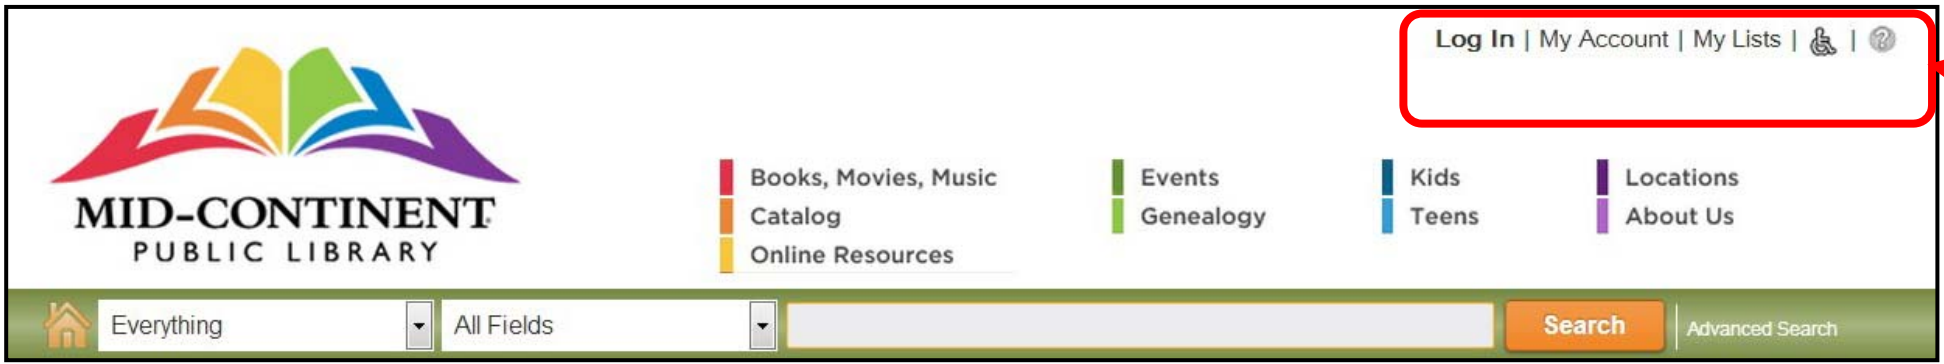 Log In | My Account | My Lists | |
MID-CONTINENT
PUBLIC LIBRARY
Books, Movies, Music
Catalog
Online Resources
Events
Genealogy
Kids
Teens
Locations
About Us
Everything
All Fields
Search
Advanced Search